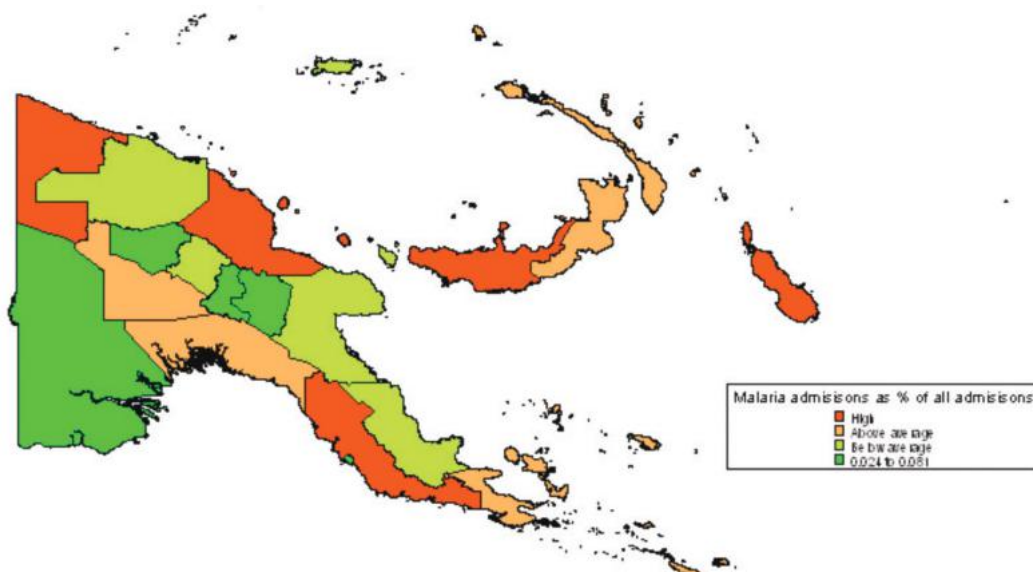 Malaria admisisons as % of all admisisons
High
Above average
Below average
0.024 to 0.081